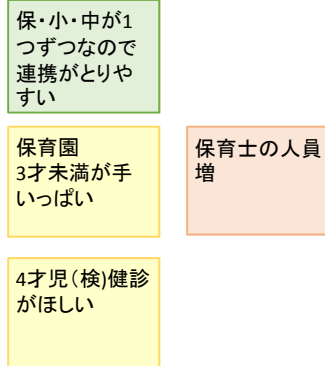 保・小・中が1
つずつなので
連携がとりや
すい
保育園
3才未満が手
いっぱい
保育士の人員
増
4才児(検)健診
がほしい